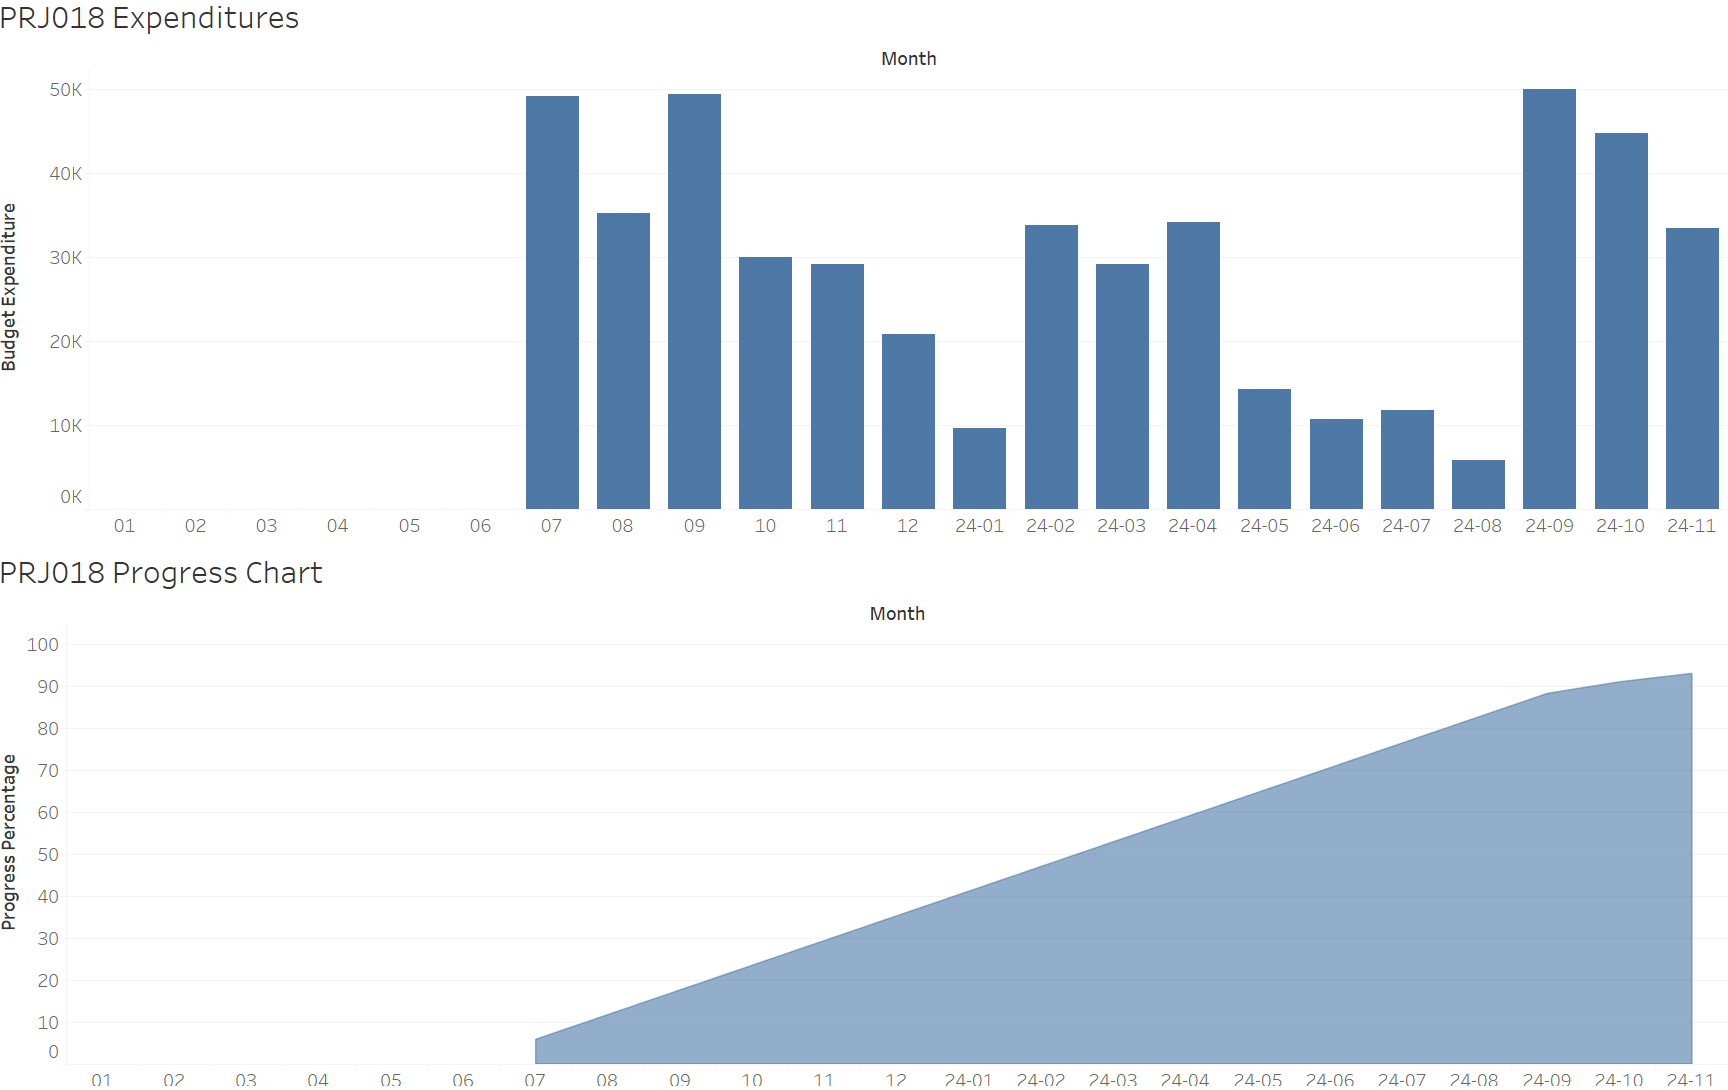 PRJ018 Expenditures
Month
Budget Expenditure
50K
40K
30K
20K
10K
0K
01 02 03 04 05 06 07 08 09 10 11 12 24-01 24-02 24-03 24-04 24-05 24-06 24-07 24-08 24-09 24-10 24-11
PRJ018 Progress Chart
Month
Progress Percentage
100
90
80
70
60
50
40
30
20
10
0
01 02 03 04 05 06 07 08 09 10 11 12 24-01 24-02 24-03 24-04 24-05 24-06 24-07 24-08 24-09 24-10 24-11